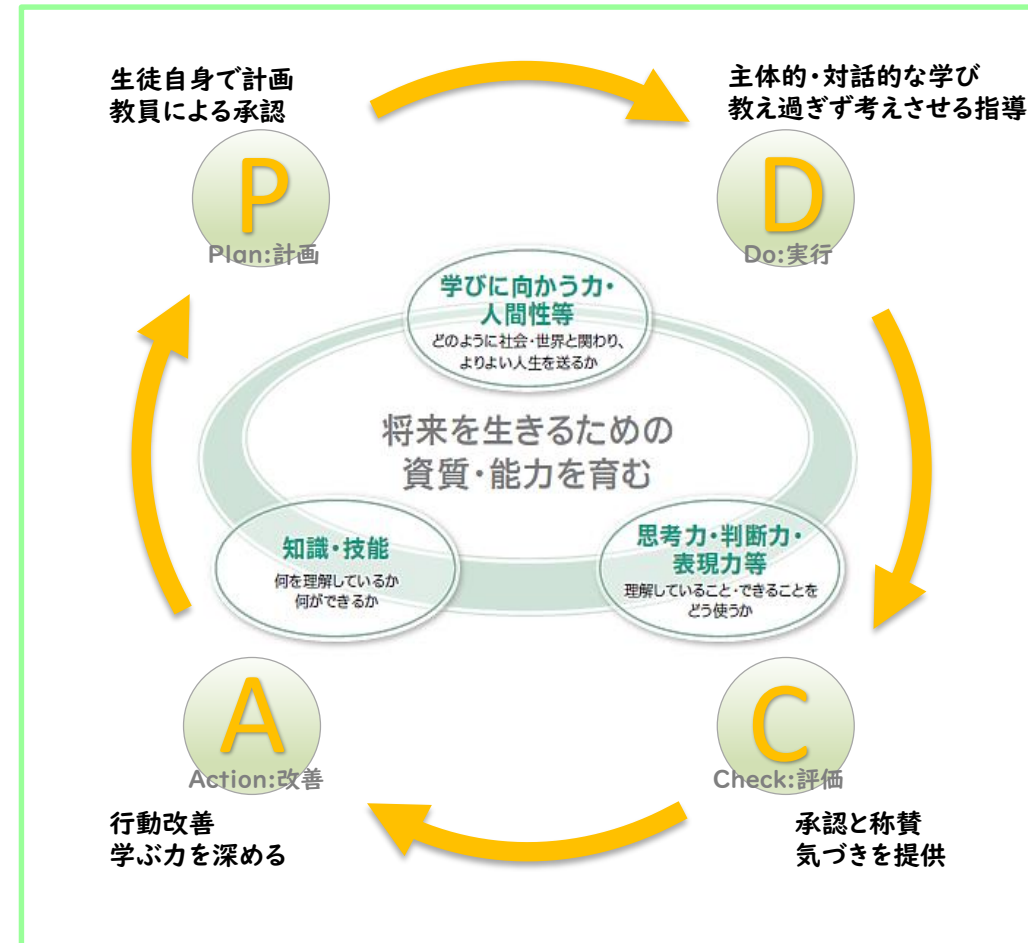 生徒自身で計画
教員による承認
P
Plan:計画
主体的・対話的な学び
教え過ぎず考えさせる指導
D
Do:実行
学びに向かう力・
人間性等
どのように社会・世界と関わり、
よりよい人生を送るか
将来を生きるための
資質・能力を育む
知識・技能
何を理解しているか
何ができるか
思考力・判断力・
表現力等
理解していること・できることを
どう使うか
A
Action:改善
行動改善
学ぶ力を深める
C
Check:評価
承認と称賛
気づきを提供